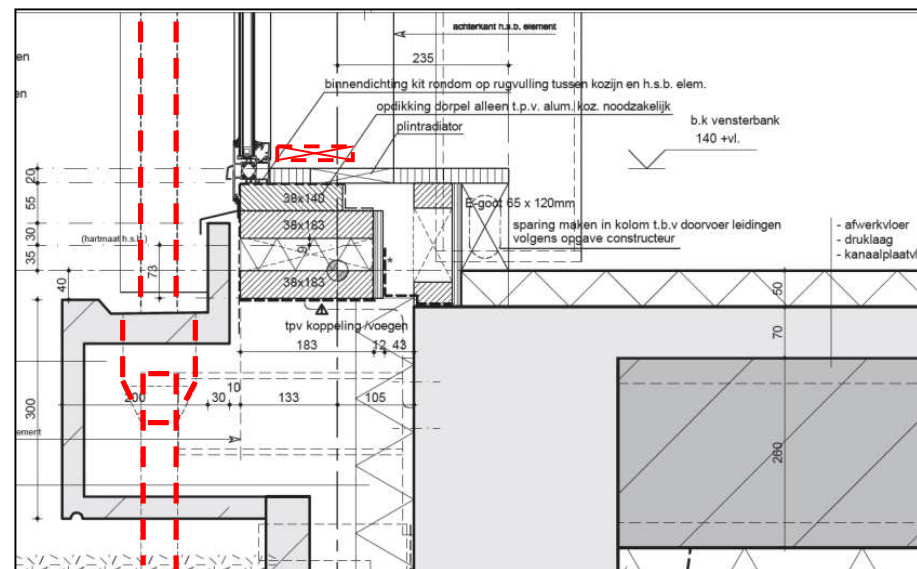 achterkant h.s.b. element
en
235
binnendichting kit rondom op rugvulling tussen kozijn en h.s.b. elem.
en
opdikking dorpel alleen t.p.v. alum. koz. noodzakelijk
plintradiator
b.k vensterbank
140 +vl.
20
55
38x140
E-goot 65 x 120mm
38x183
sparing maken in kolom t.b.v doorvoer leidingen
volgens opgave constructeur
- afwerkvloer
- druklaag
- kanaalplaatvl
30
(hartmaat h.s.b.)
9
35
73
*
38x183
40
50
tpv koppeling /voegen
70
183
12
43
10
200
30
133
105
300
ement
260